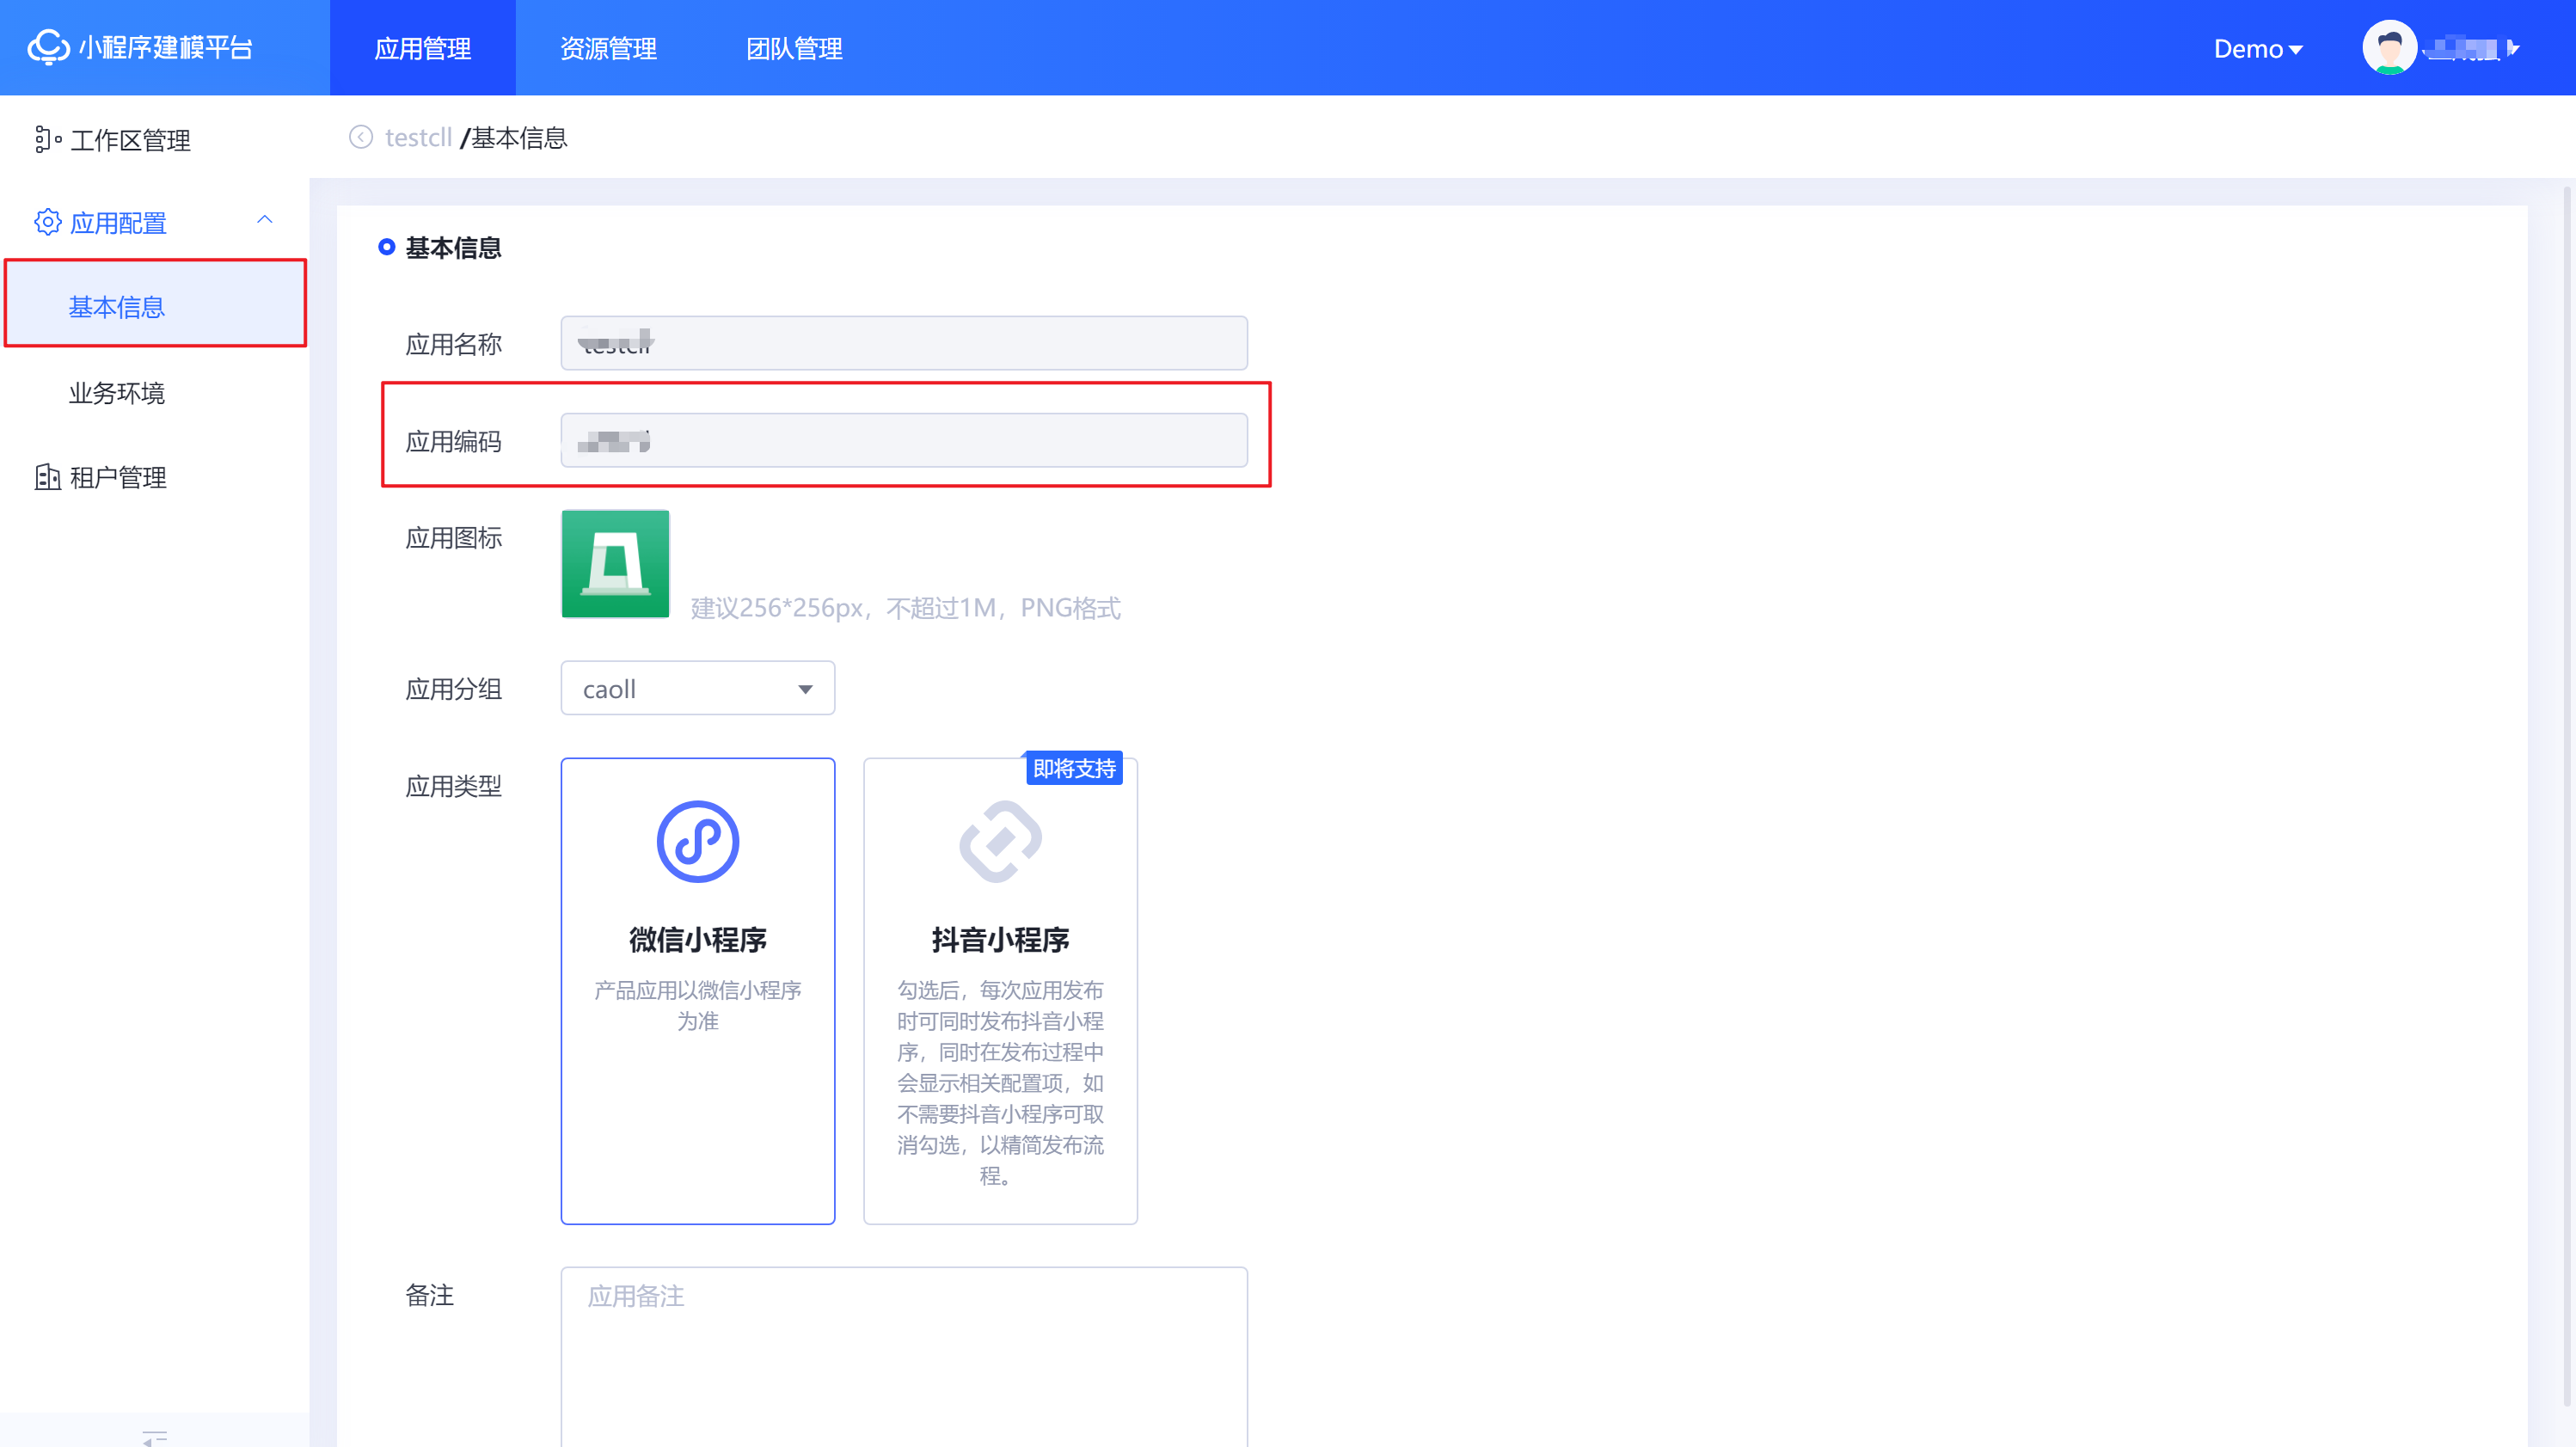 小程序建模平台
应用管理
资源管理
团队管理
Demo
工作区管理
testcll /基本信息
应用配置
基本信息
业务环境
租户管理
基本信息
应用名称
testcll
应用编码
应用图标
建议256*256px，不超过1M，PNG格式
应用分组
caoll
应用类型
即将支持
微信小程序
产品应用以微信小程序
为准
抖音小程序
勾选后，每次应用发布
时可同时发布抖音小程
序，同时在发布过程中
会显示相关配置项，如
不需要抖音小程序可取
消勾选，以精简发布流
程。
备注
应用备注